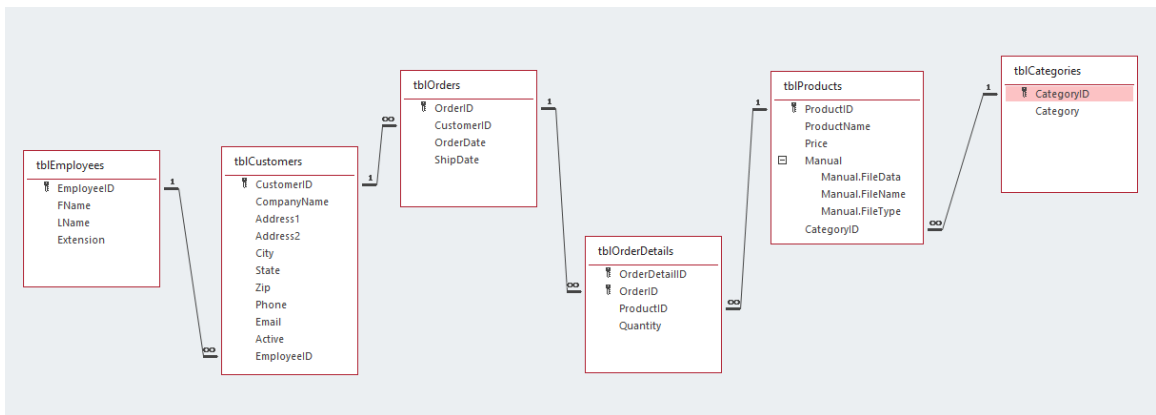 tblEmployees
EmployeeID
FName
LName
Extension
1
∞
tblCustomers
CustomerID
CompanyName
Address1
Address2
City
State
Zip
Phone
Email
Active
EmployeeID
1
∞
tblOrders
OrderID
CustomerID
OrderDate
ShipDate
1
∞
tblOrderDetails
OrderDetailID
OrderID
ProductID
Quantity
∞
1
tblProducts
ProductID
ProductName
Price
Manual
Manual.FileData
Manual.FileName
Manual.FileType
CategoryID
∞
1
tblCategories
CategoryID
Category